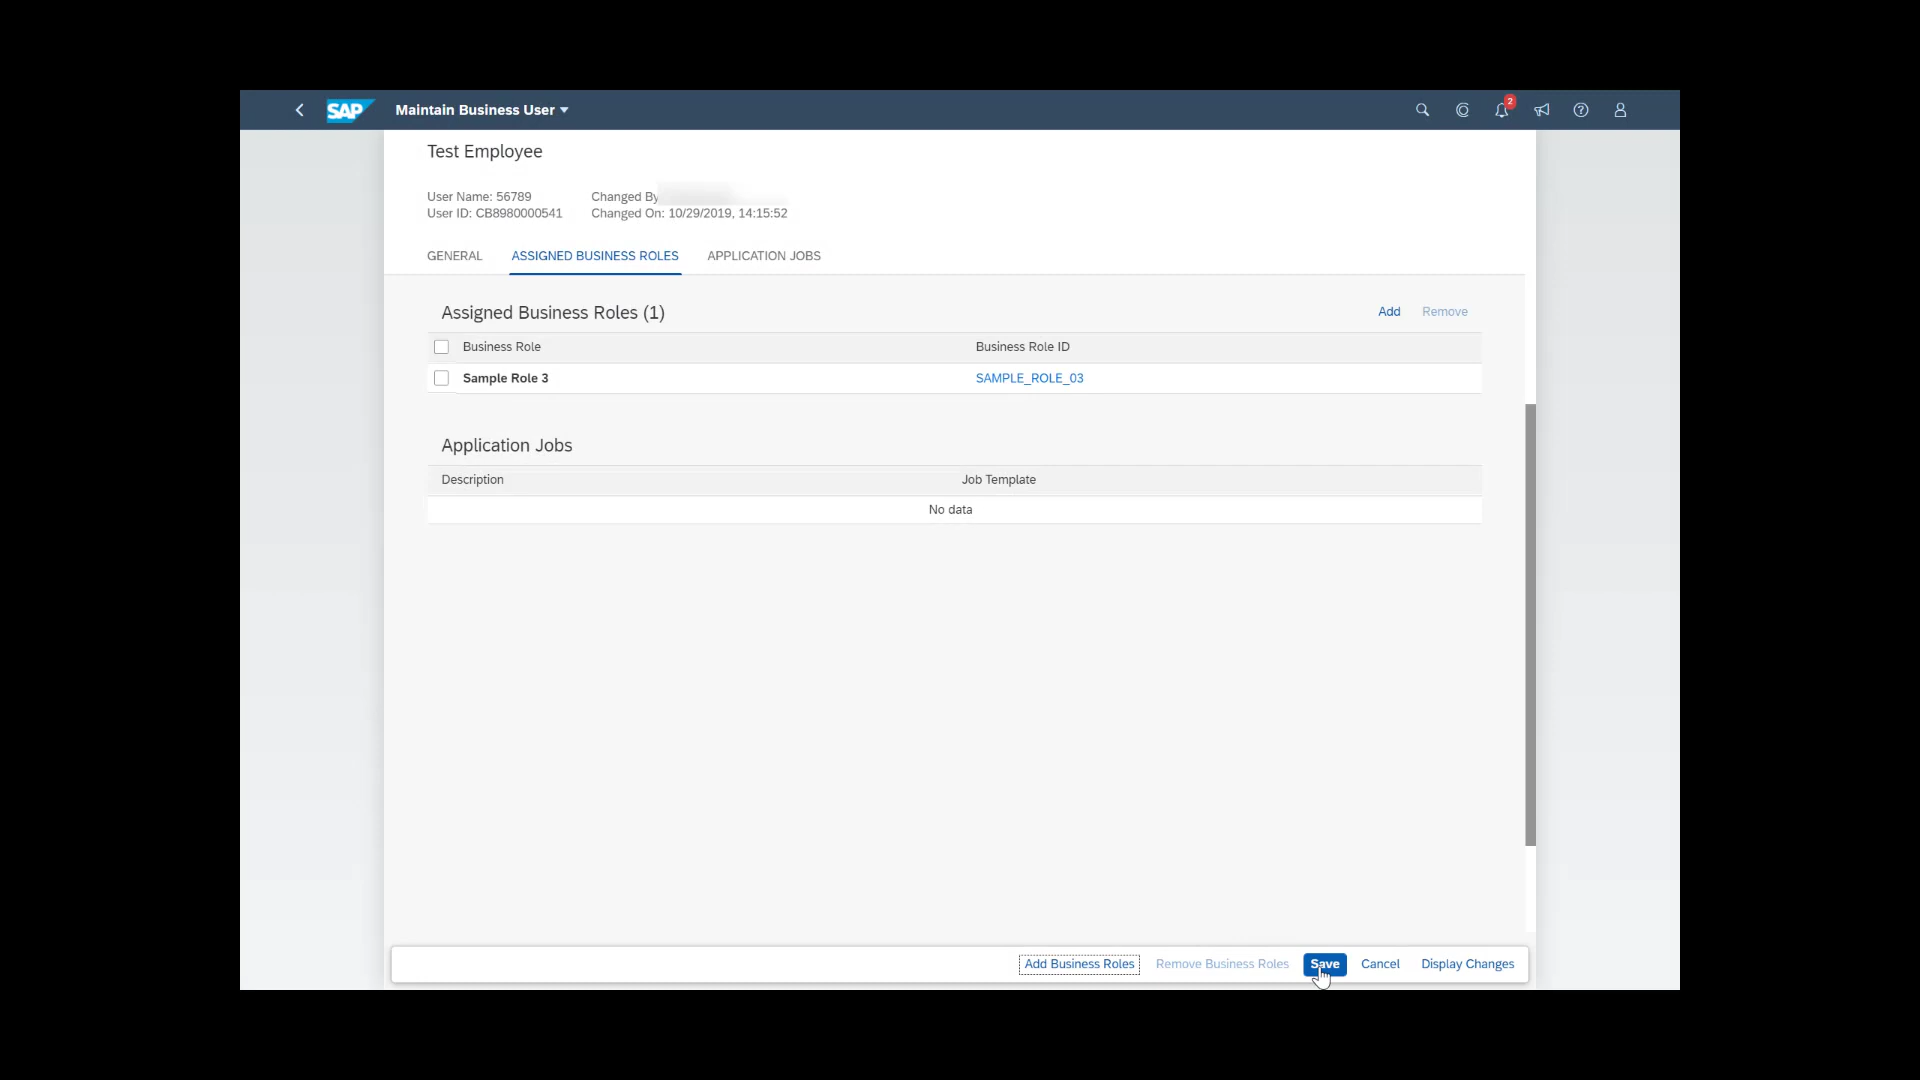 SAP Maintain Business User 2
Test Employee
User Name: 56789 Changed By
User ID: CB8980000541 Changed On: 10/29/2019, 14:15:52
GENERAL ASSIGNED BUSINESS ROLES APPLICATION JOBS
Assigned Business Roles (1) Add Remove
Business Role Business Role ID
Sample Role 3 SAMPLE_ROLE_03
Application Jobs
Description Job Template
No data
Add Business Roles Remove Business Roles Save Cancel Display Changes